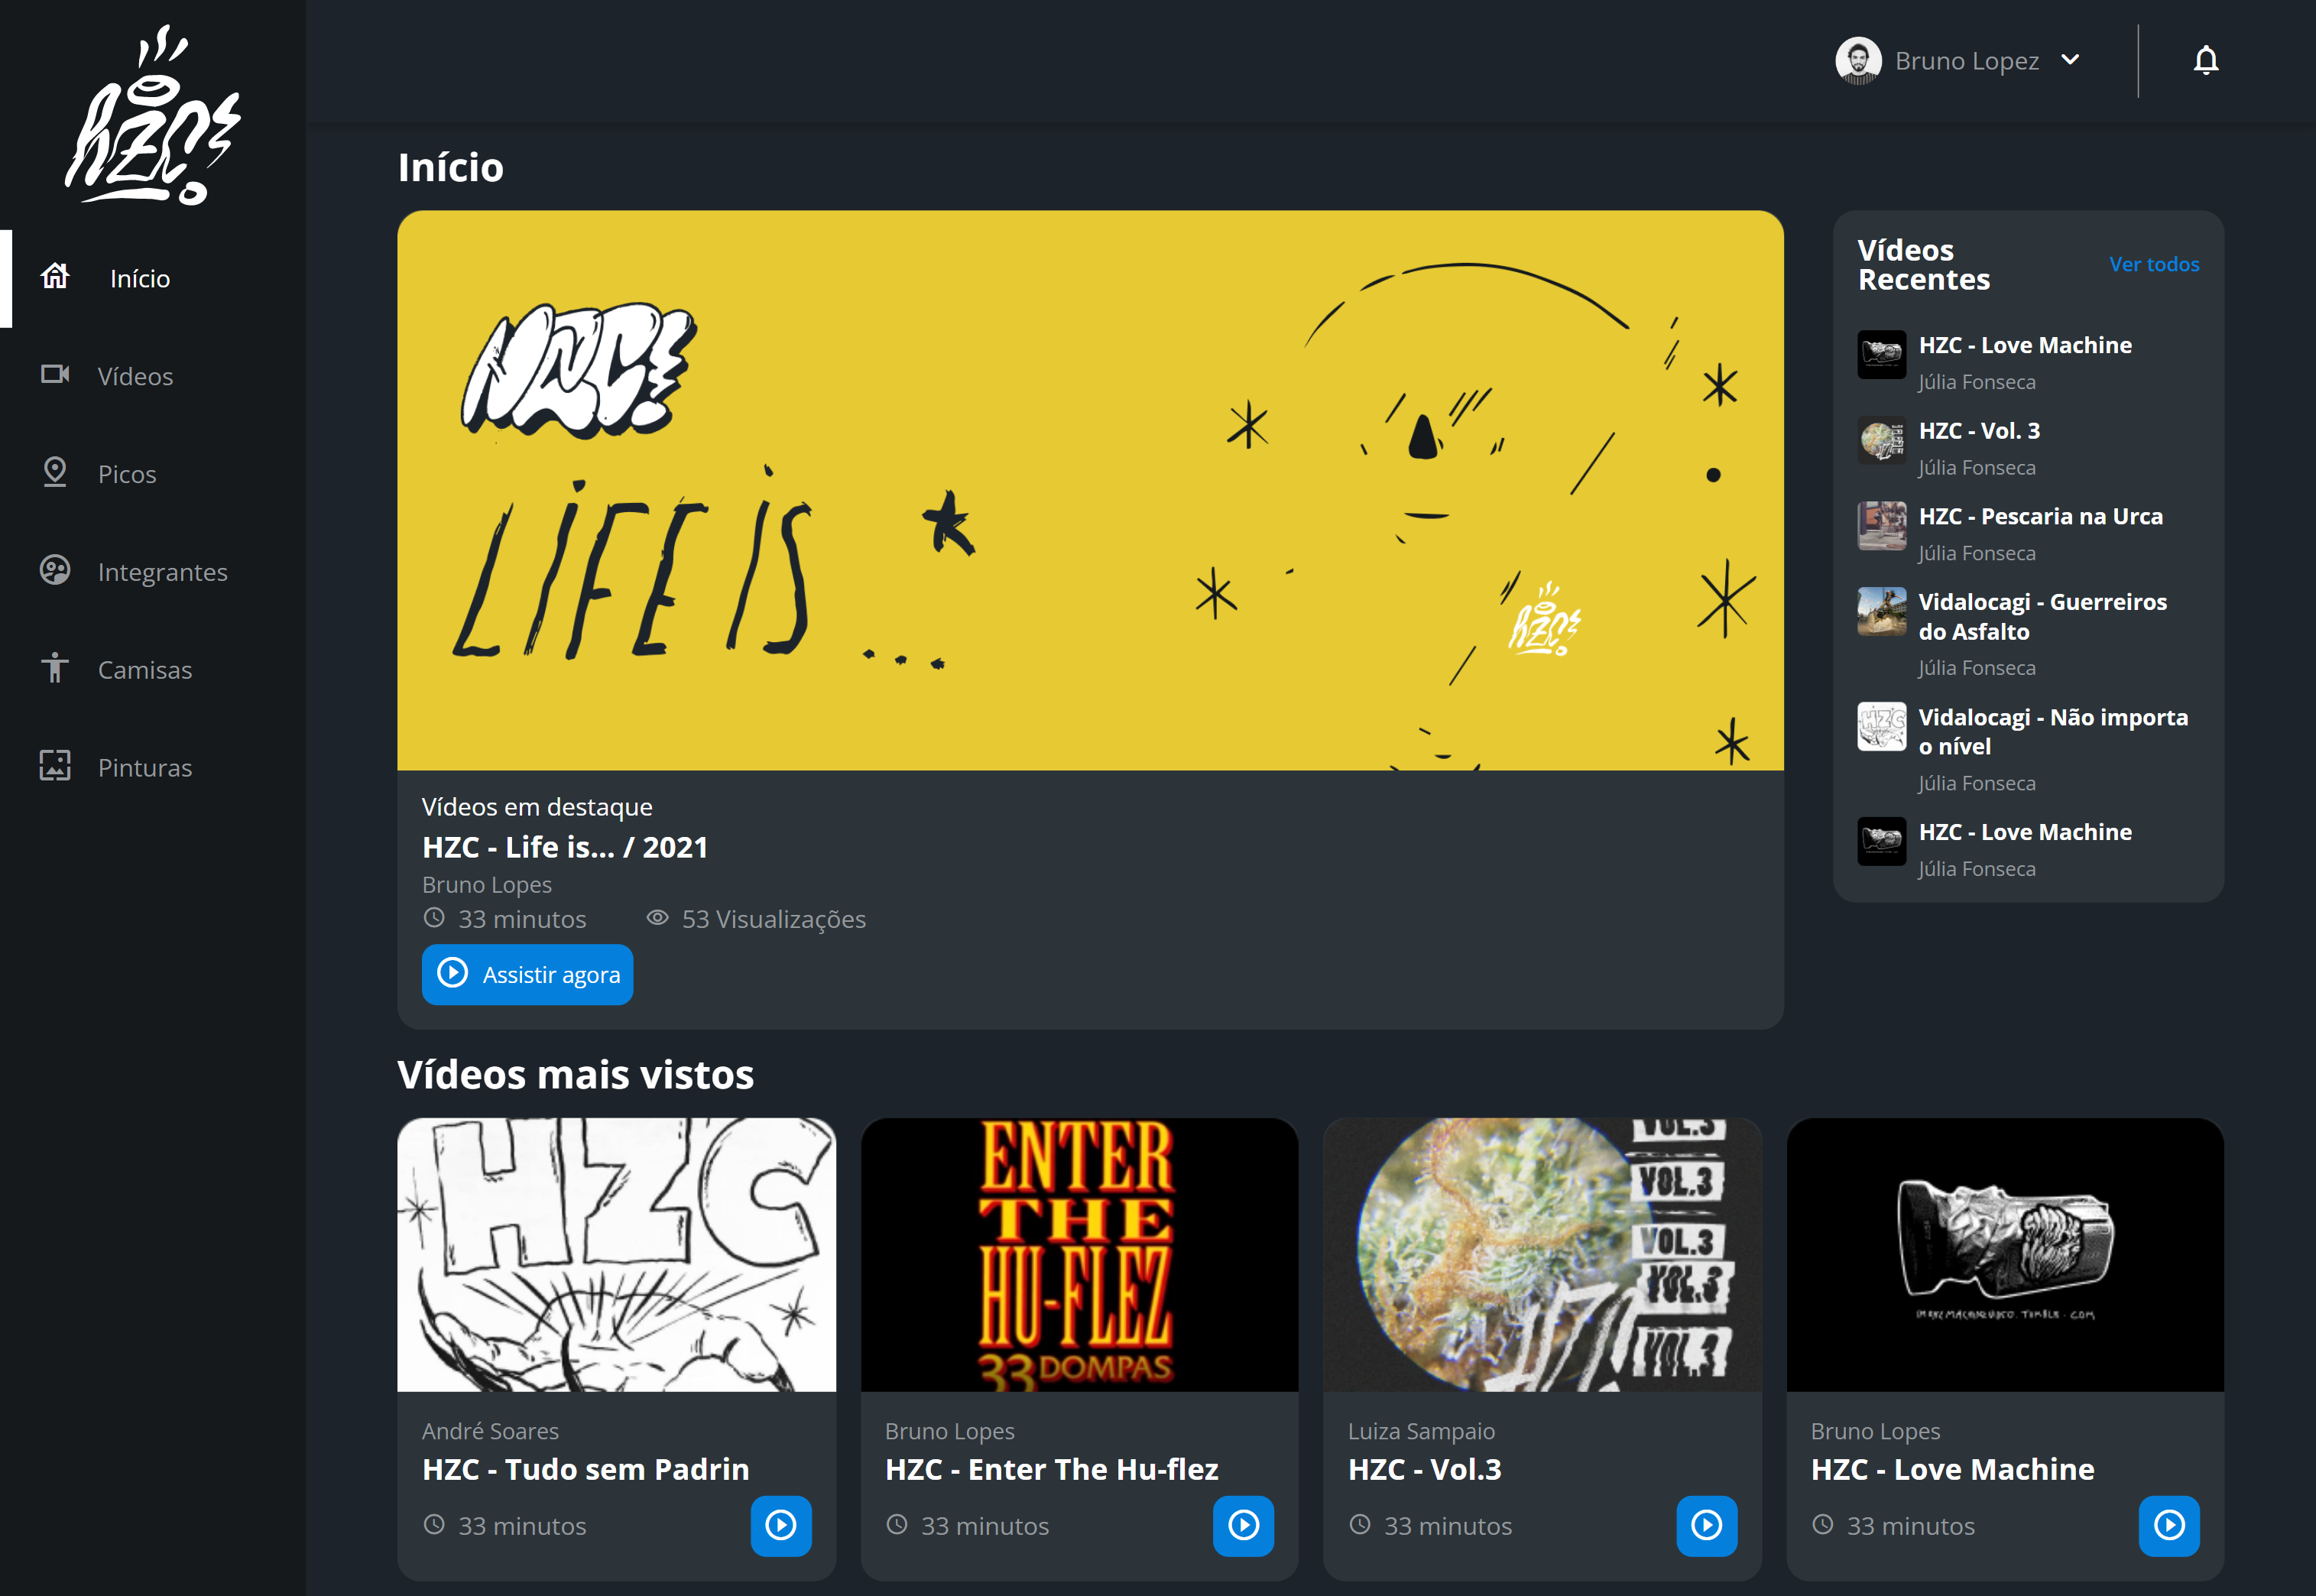 HZC!
Bruno Lopez
Início
Início
Vídeos
Picos
Integrantes
Camisas
Pinturas
HZC!
LIFE IS ...
HZC!
Vídeos em destaque
HZC - Life is... / 2021
Bruno Lopes
33 minutos
53 Visualizações
Assistir agora
Vídeos
Recentes
Ver todos
HZC - Love Machine
Júlia Fonseca
HZC - Vol. 3
Júlia Fonseca
HZC - Pescaria na Urca
Júlia Fonseca
Vidalocagi - Guerreiros
do Asfalto
Júlia Fonseca
HZC
Vidalocagi - Não importa
o nível
Júlia Fonseca
HZC - Love Machine
Júlia Fonseca
Vídeos mais vistos
HZC
André Soares
HZC - Tudo sem Padrin
33 minutos
ENTER
THE
HU-FLEZ
33 DOMPAS
Bruno Lopes
HZC - Enter The Hu-flez
33 minutos
VOL.3
VOL.3
VOL.3
VOL.3
VOL.3
Luiza Sampaio
HZC - Vol.3
33 minutos
Bruno Lopes
HZC - Love Machine
33 minutos